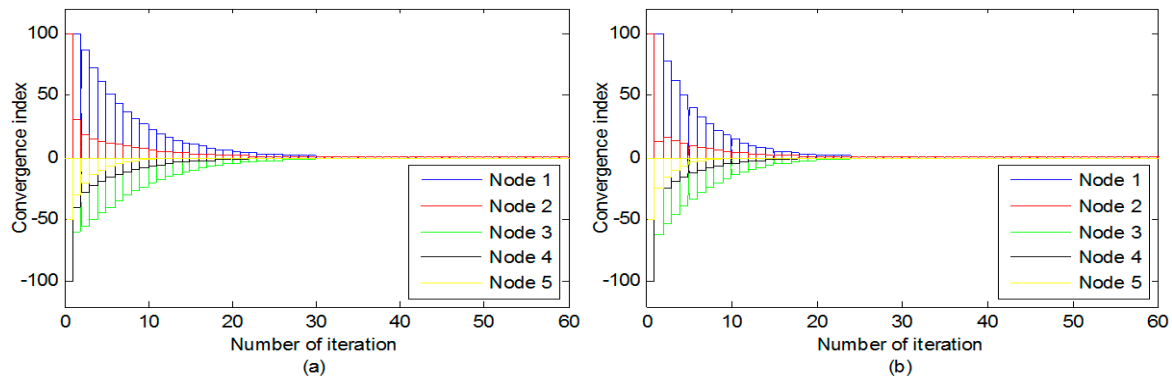 100
50
0
-50
-100
Convergence index
0
10
20
30
40
50
60
Number of iteration
(a)
Node 1
Node 2
Node 3
Node 4
Node 5
100
50
0
-50
-100
Convergence index
0
10
20
30
40
50
60
Number of iteration
(b)
Node 1
Node 2
Node 3
Node 4
Node 5